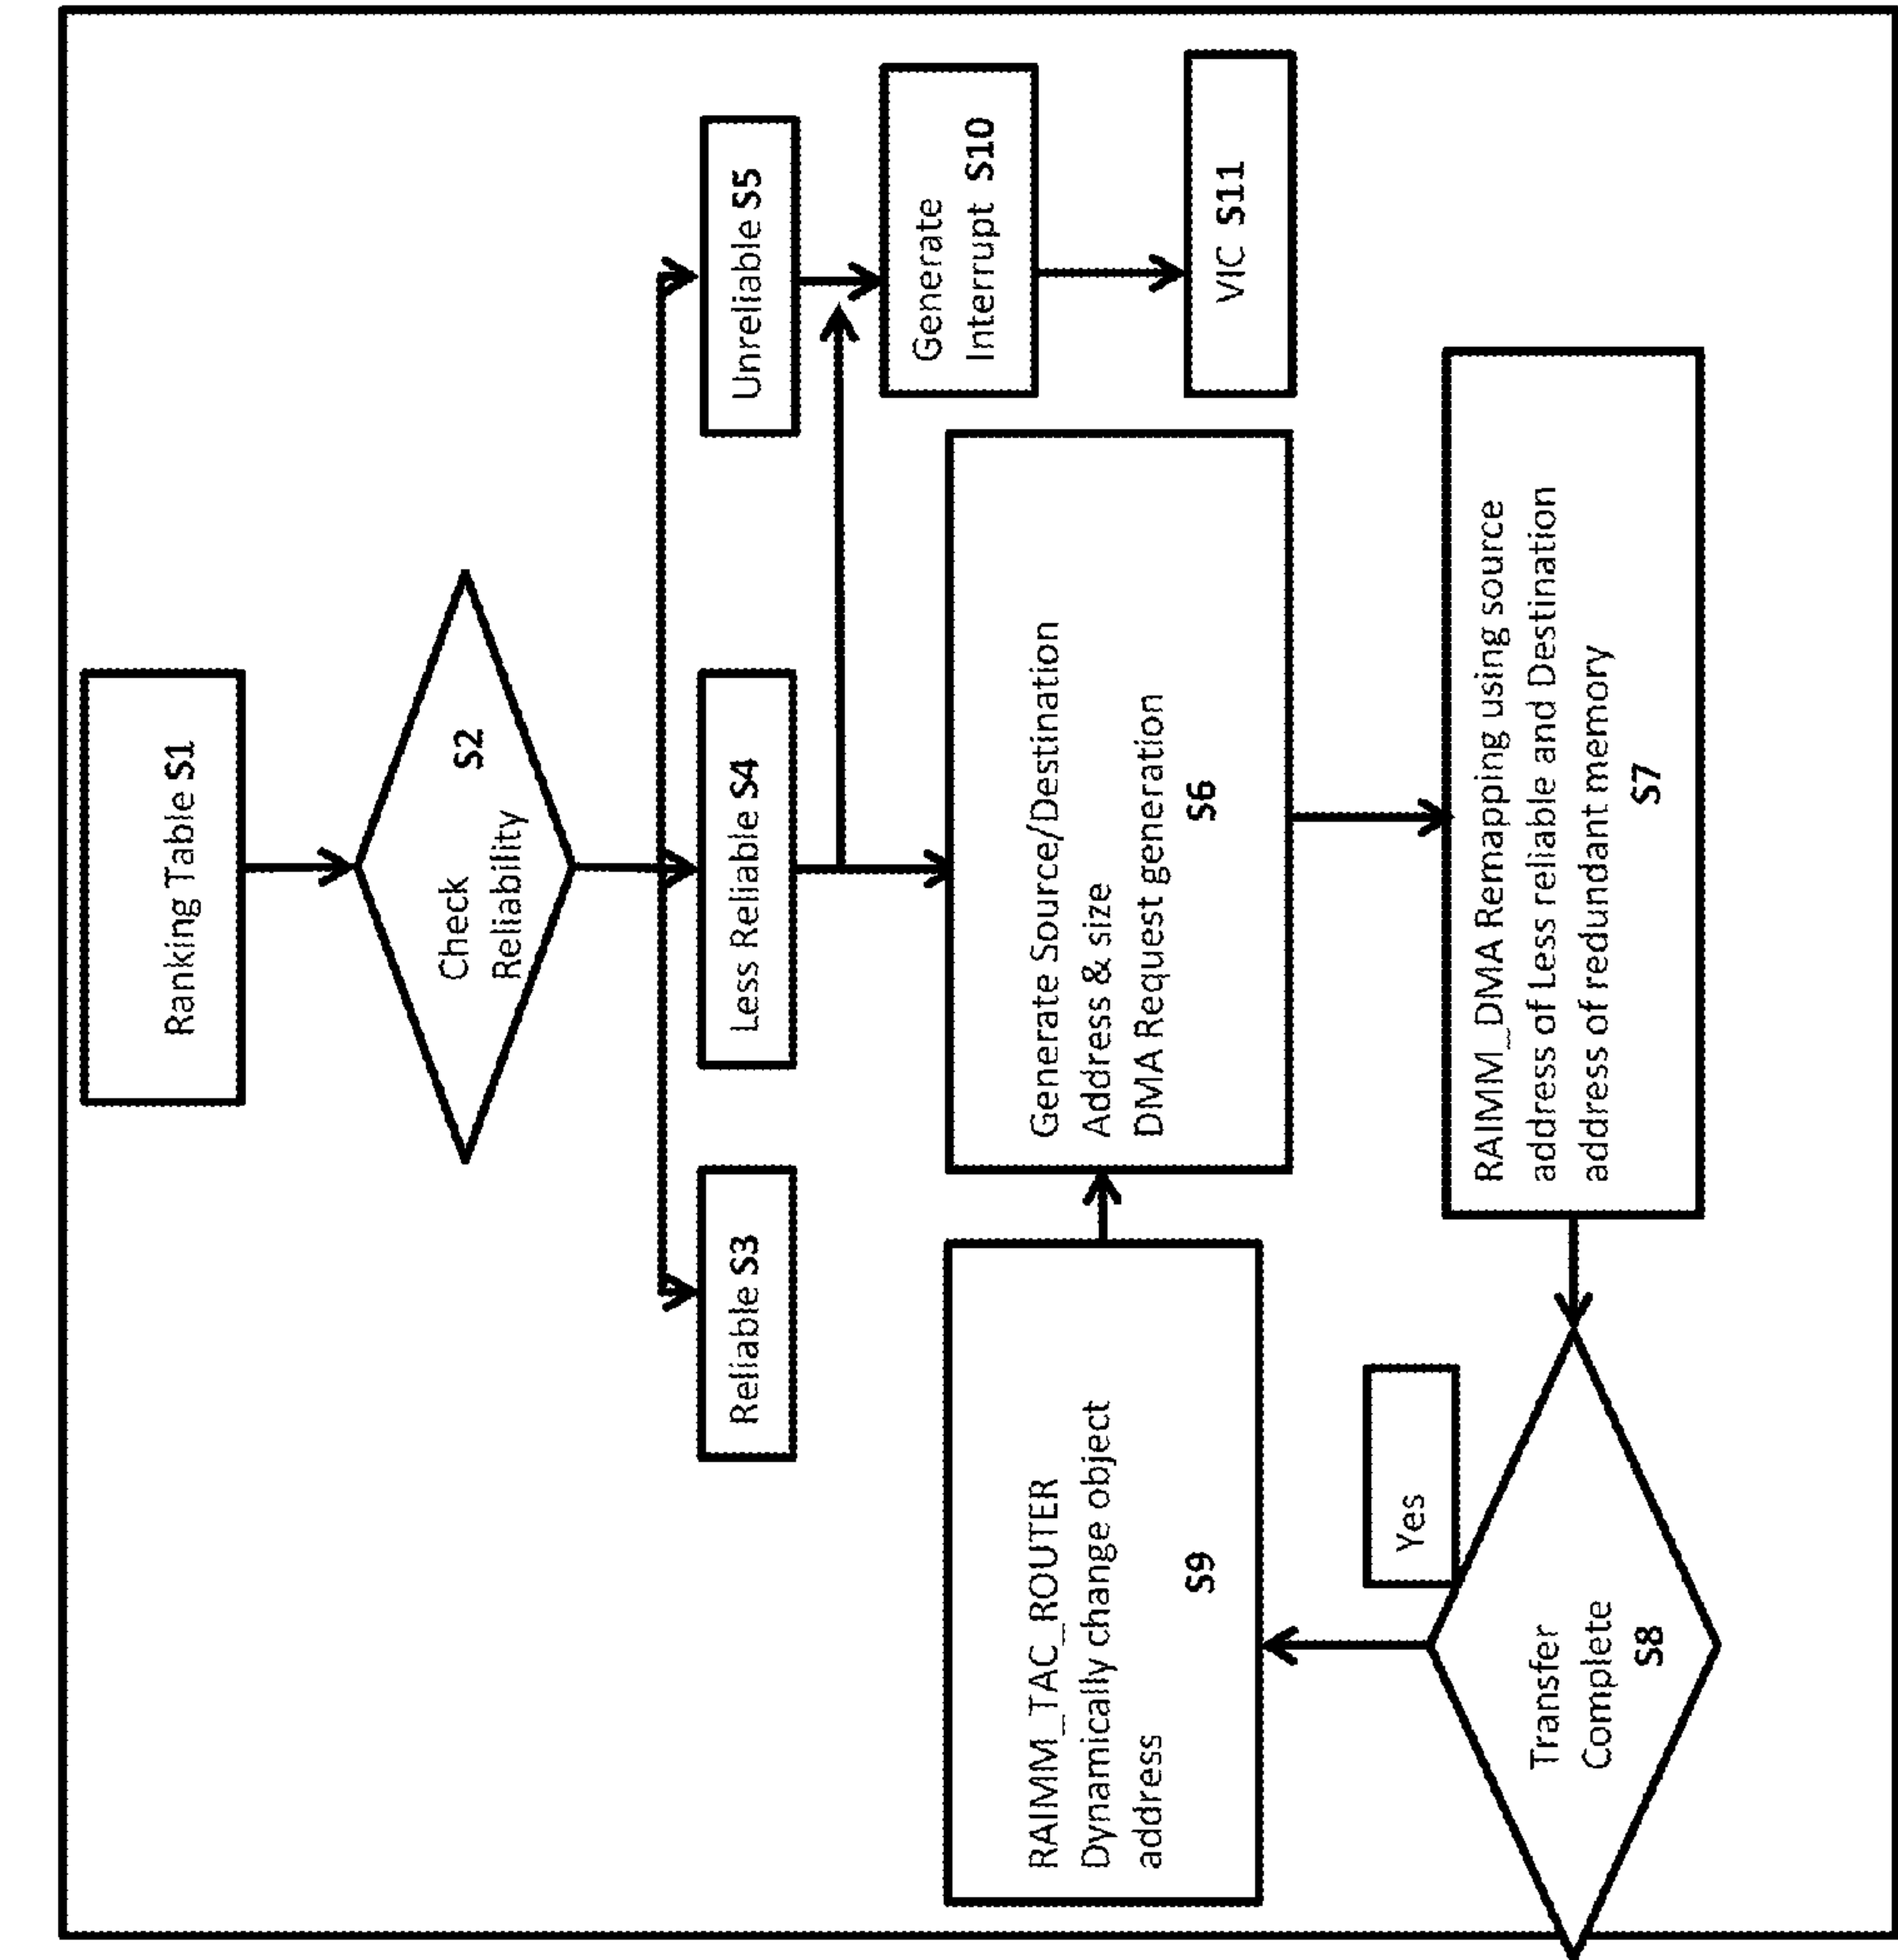 Ranking Table S1
Check
Reliability
S2
Reliable S3
Less Reliable S4
Unreliable S5
Generate
Interrupt S10
VIC S11
Generate Source/Destination
Address & size
DMA Request generation
S6
RAIMM_DMA Remapping using source
address of Less reliable and Destination
address of redundant memory
S7
Transfer
Complete
S8
Yes
RAIMM_TAC_ROUTER
Dynamically change object
address
S9